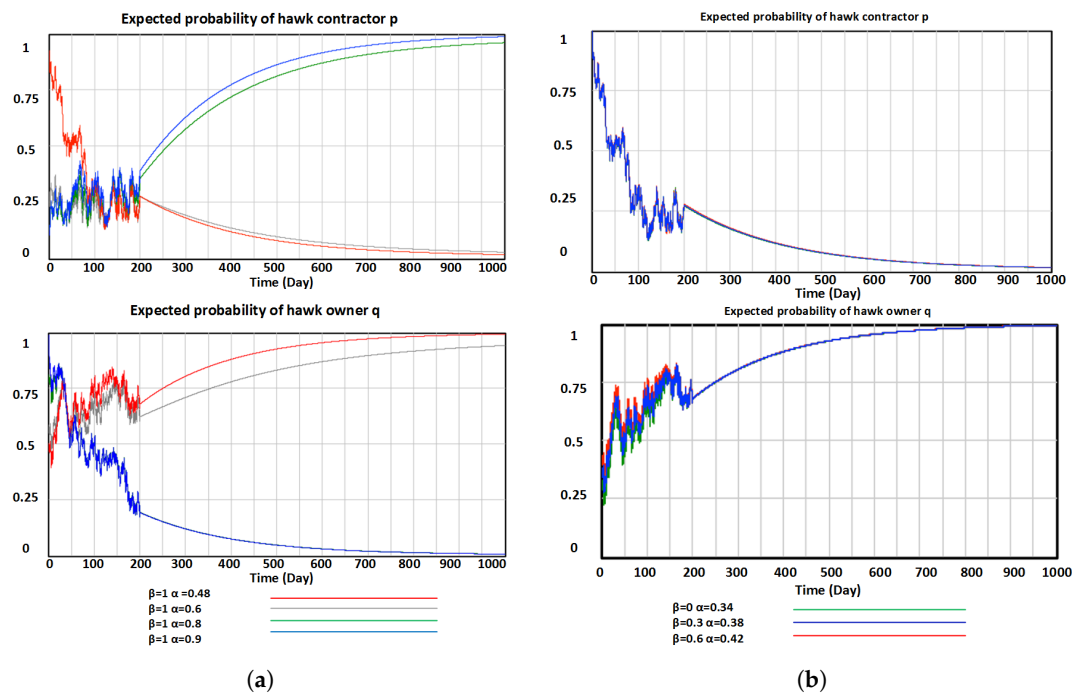 Expected probability of hawk contractor p
1
0.75
0.5
0.25
0
0 100 200 300 400 500 600 700 800 900 1000
Time (Day)
Expected probability of hawk owner q
1
0.75
0.5
0.25
0
0 100 200 300 400 500 600 700 800 900 1000
Time (Day)
β=1 α=0.48
β=1 α=0.6
β=1 α=0.8
β=1 α=0.9
(a)
Expected probability of hawk contractor p
1
0.75
0.5
0.25
0
0 100 200 300 400 500 600 700 800 900 1000
Time (Day)
Expected probability of hawk owner q
1
0.75
0.5
0.25
0
0 100 200 300 400 500 600 700 800 900 1000
Time (Day)
β=0 α=0.34
β=0.3 α=0.38
β=0.6 α=0.42
(b)